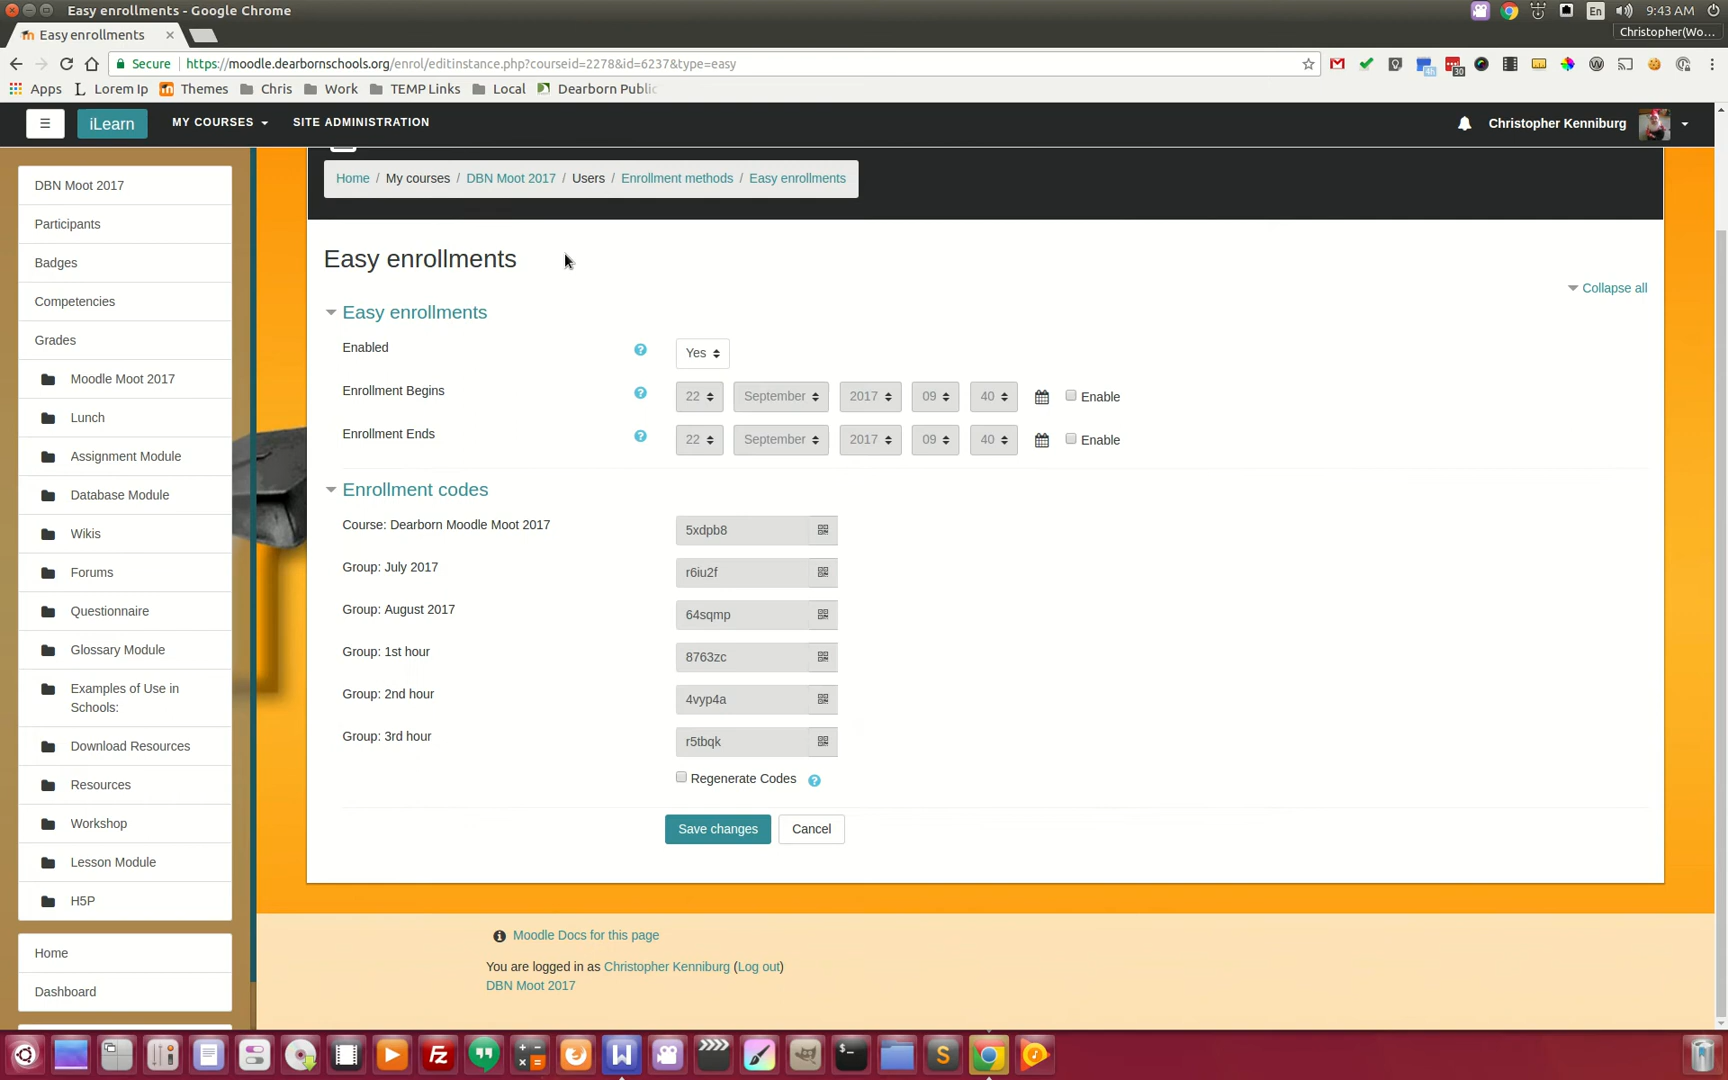 Easy enrollments - Google Chrome
En
9:43 AM
Easy enrollments
Christopher(Wo...
Secure
https://moodle.dearbornschools.org/enrol/editinstance.php?courseid=2278&id=6237&type=easy
30
Apps
Lorem Ip
Themes
Chris
Work
TEMP Links
Local
Dearborn Public
iLearn
MY COURSES
SITE ADMINISTRATION
Christopher Kenniburg
Home / My courses / DBN Moot 2017 / Users / Enrollment methods / Easy enrollments
DBN Moot 2017
Participants
Badges
Competencies
Grades
Moodle Moot 2017
Lunch
Assignment Module
Database Module
Wikis
Forums
Questionnaire
Glossary Module
Examples of Use in
Schools:
Download Resources
Resources
Workshop
Lesson Module
H5P
Home
Dashboard
Easy enrollments
Collapse all
Easy enrollments
Enabled ? Yes
Enrollment Begins ? 22 September 2017 09 40 Enable
Enrollment Ends ? 22 September 2017 09 40 Enable
Enrollment codes
Course: Dearborn Moodle Moot 2017 5xdpb8
Group: July 2017 r6iu2f
Group: August 2017 64sqmp
Group: 1st hour 8763zc
Group: 2nd hour 4vyp4a
Group: 3rd hour r5tbqk
Regenerate Codes ?
Save changes
Cancel
Moodle Docs for this page
You are logged in as Christopher Kenniburg (Log out)
DBN Moot 2017